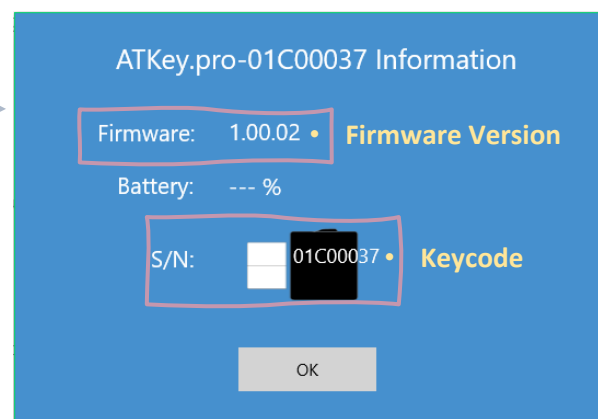 ATKey.pro-01C00037 Information
Firmware: 1.00.02 • Firmware Version
Battery: --- %
S/N: 01C00037 • Keycode
OK